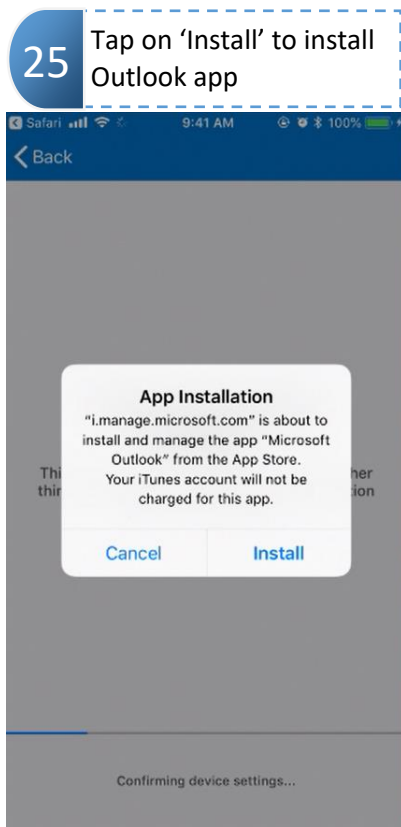 25
Tap on ‘Install’ to install
Outlook app
Safari 9:41 AM 100%
Back
App Installation
"i.manage.microsoft.com" is about to
install and manage the app "Microsoft
Outlook" from the App Store.
Your iTunes account will not be
charged for this app.
Cancel Install
Confirming device settings...